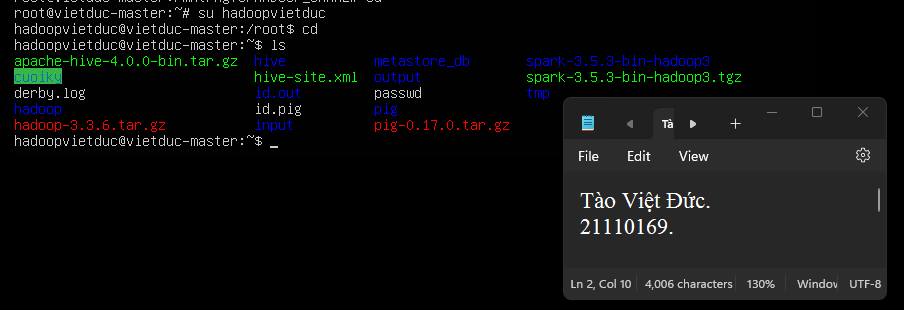 root@vietduc-master:~# su hadoopvietduc
hadoopvietduc@vietduc-master:/root$ cd
hadoopvietduc@vietduc-master:~$ ls
apache-hive-4.0.0-bin.tar.gz hive metastore_db spark-3.5.3-bin-hadoop3
cuoiky hive-site.xml output spark-3.5.3-bin-hadoop3.tgz
derby.log id.out passwd tmp
hadoop id.pig pig
hadoop-3.3.6.tar.gz input pig-0.17.0.tar.gz
hadoopvietduc@vietduc-master:~$ _
Tà
File Edit View
Tào Việt Đức.
21110169.
Ln 2, Col 10 4,006 characters 130% Window UTF-8